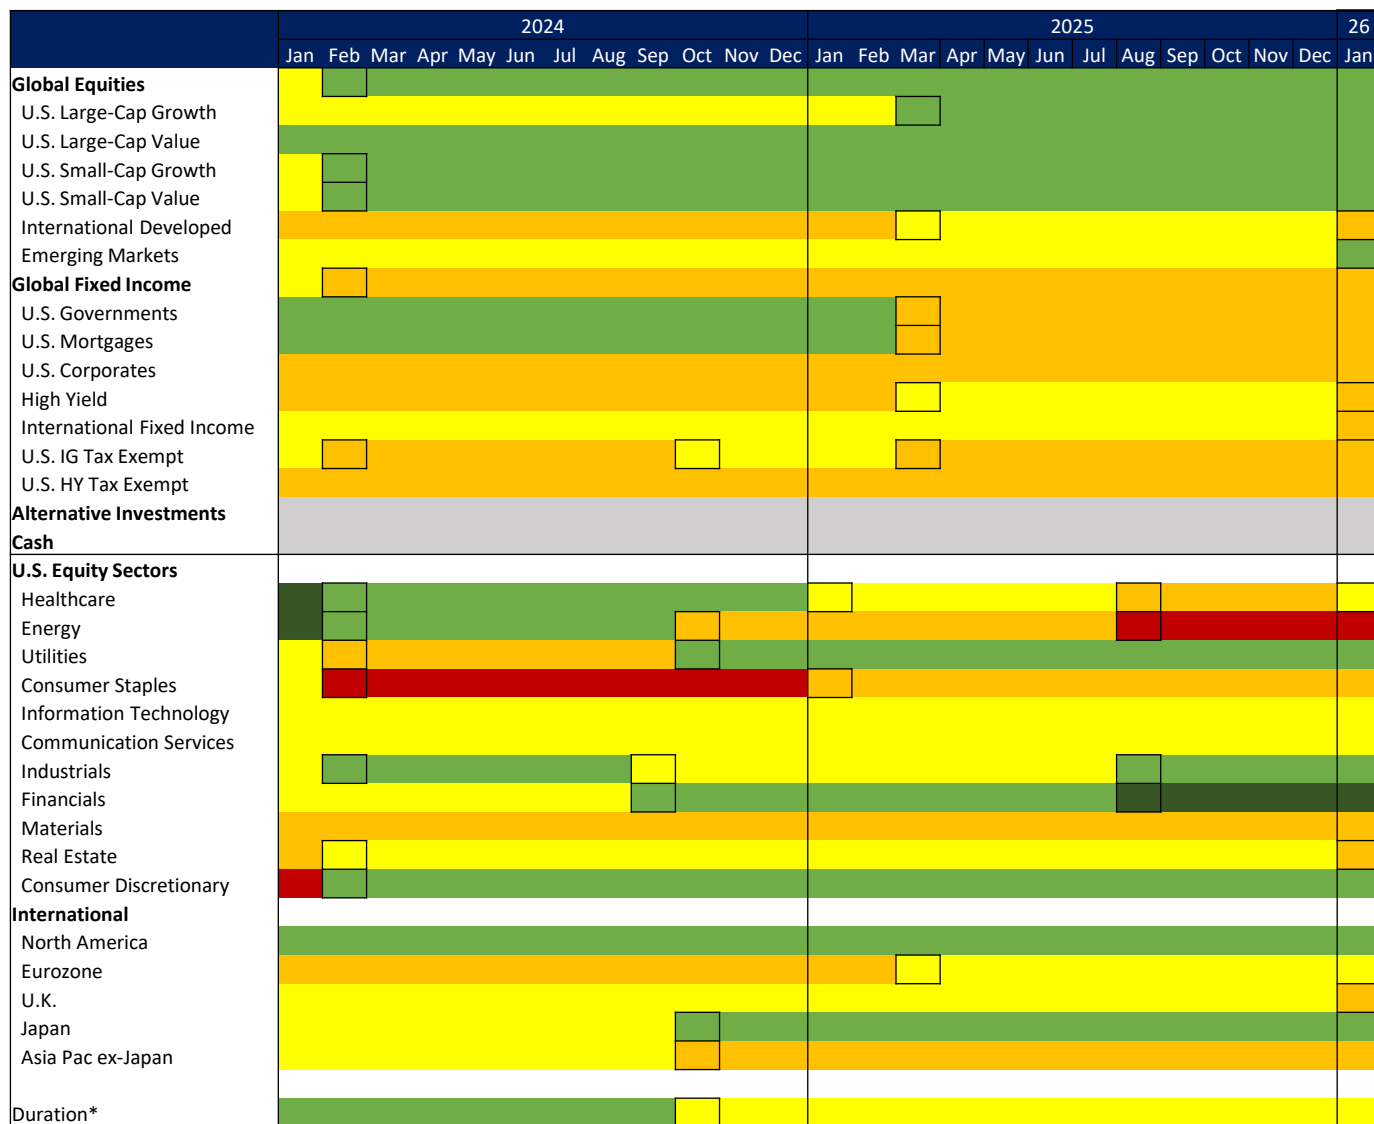 2024 2025 26
Jan Feb Mar Apr May Jun Jul Aug Sep Oct Nov Dec Jan Feb Mar Apr May Jun Jul Aug Sep Oct Nov Dec Jan
Global Equities
U.S. Large-Cap Growth
U.S. Large-Cap Value
U.S. Small-Cap Growth
U.S. Small-Cap Value
International Developed
Emerging Markets
Global Fixed Income
U.S. Governments
U.S. Mortgages
U.S. Corporates
High Yield
International Fixed Income
U.S. IG Tax Exempt
U.S. HY Tax Exempt
Alternative Investments
Cash
U.S. Equity Sectors
Healthcare
Energy
Utilities
Consumer Staples
Information Technology
Communication Services
Industrials
Financials
Materials
Real Estate
Consumer Discretionary
International
North America
Eurozone
U.K.
Japan
Asia Pac ex-Japan
Duration*